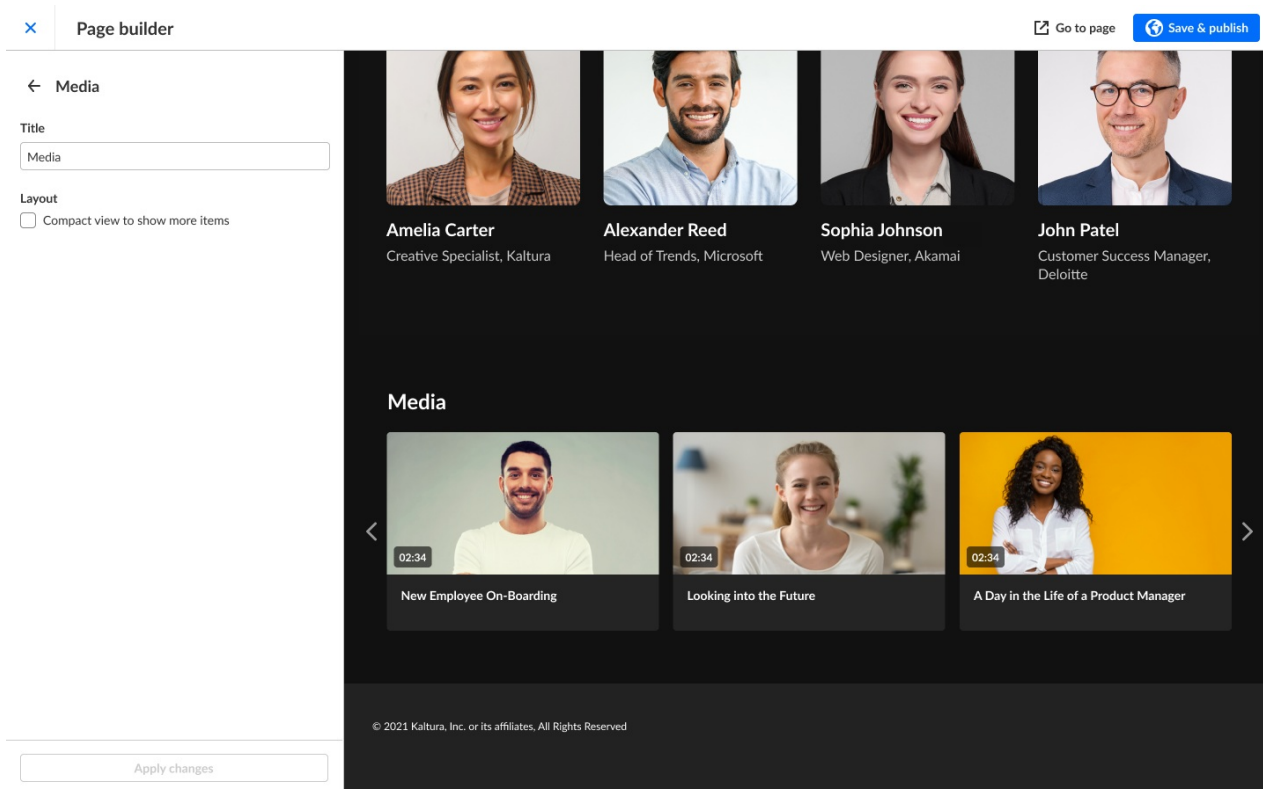 Page builder
Go to page
Save & publish
Media
Title
Media
Layout
Compact view to show more items
Apply changes
Amelia Carter
Creative Specialist, Kaltura
Alexander Reed
Head of Trends, Microsoft
Sophia Johnson
Web Designer, Akamai
John Patel
Customer Success Manager,
Deloitte
Media
02:34
New Employee On-Boarding
02:34
Looking into the Future
02:34
A Day in the Life of a Product Manager
© 2021 Kaltura, Inc. or its affiliates, All Rights Reserved